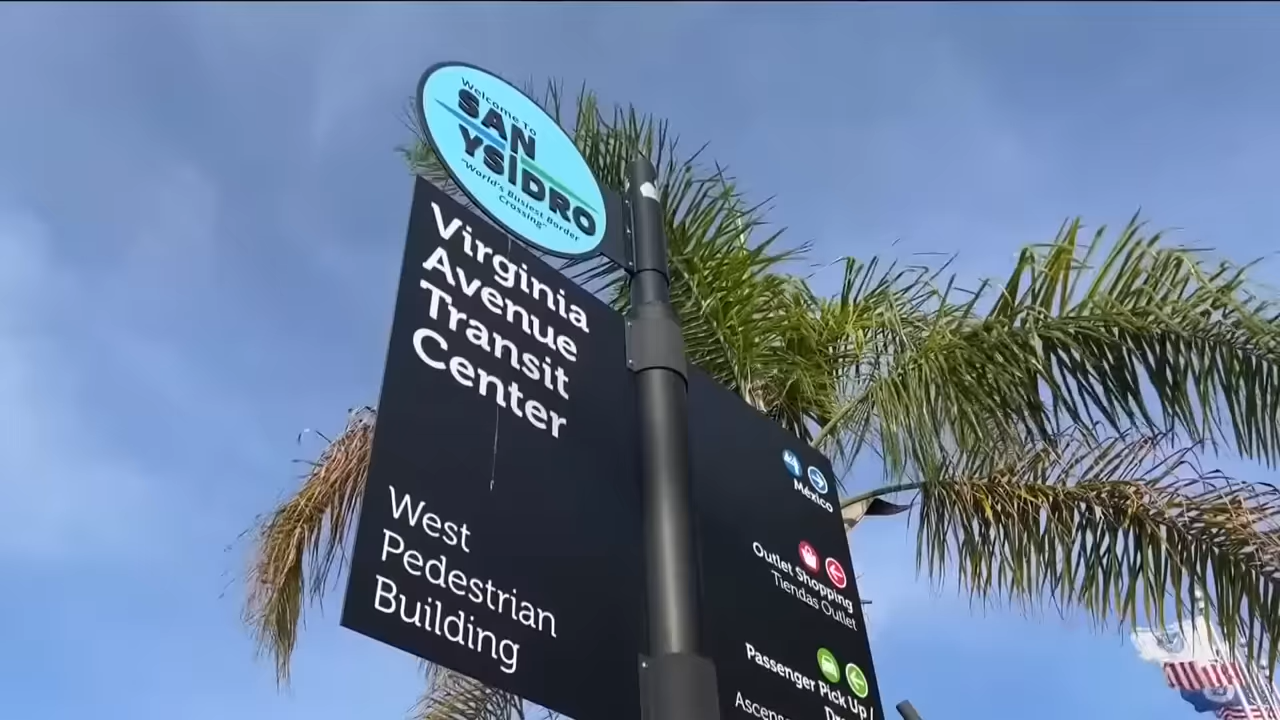 Welcome To
SAN
YSIDRO
"World's Busiest Border
Crossing"
Virginia
Avenue
Transit
Center
West
Pedestrian
Building
México
Outlet Shopping
Tiendas Outlet
Passenger Pick Up /